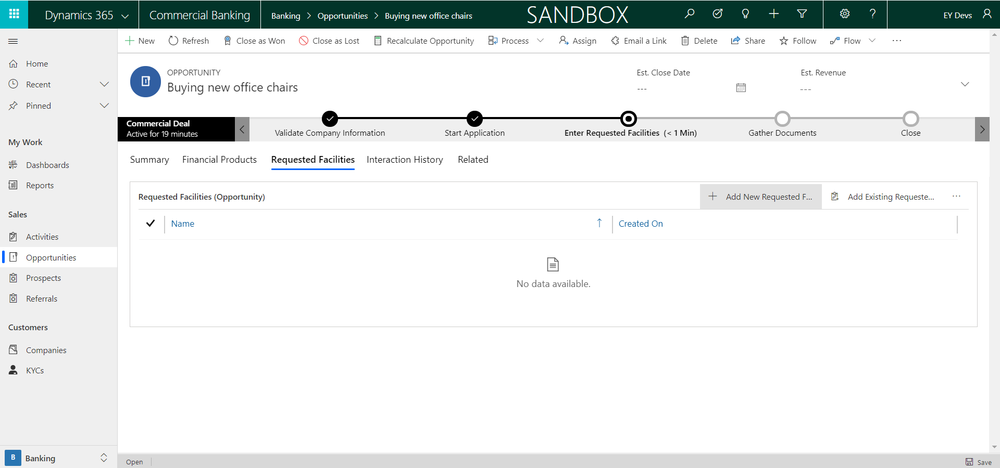 Dynamics 365
Commercial Banking
Banking > Opportunities > Buying new office chairs
SANDBOX
EY Devs
New
Refresh
Close as Won
Close as Lost
Recalculate Opportunity
Process
Assign
Email a Link
Delete
Share
Follow
Flow
...
Home
Recent
Pinned
My Work
Dashboards
Reports
Sales
Activities
Opportunities
Prospects
Referrals
Customers
Companies
KYCs
B
Banking
OPPORTUNITY
Buying new office chairs
Est. Close Date
---
Est. Revenue
---
Commercial Deal
Active for 19 minutes
Validate Company Information
Start Application
Enter Requested Facilities (< 1 Min)
Gather Documents
Close
Summary
Financial Products
Requested Facilities
Interaction History
Related
Requested Facilities (Opportunity)
Add New Requested F...
Add Existing Requeste...
...
Name
Created On
No data available.
Open
Save